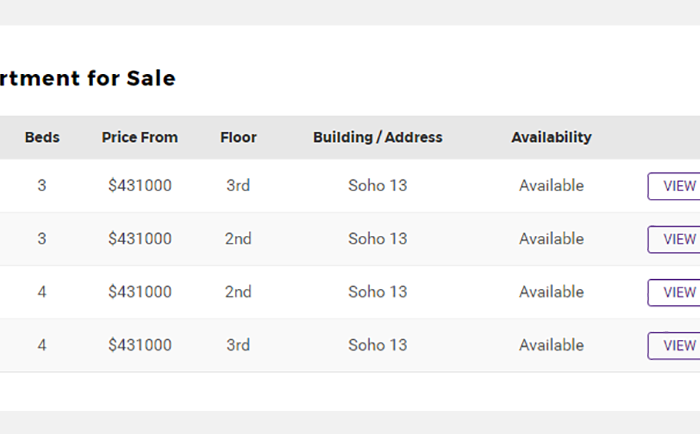 rtment for Sale
Beds Price From Floor Building / Address Availability
3 $431000 3rd Soho 13 Available VIEW
3 $431000 2nd Soho 13 Available VIEW
4 $431000 2nd Soho 13 Available VIEW
4 $431000 3rd Soho 13 Available VIEW